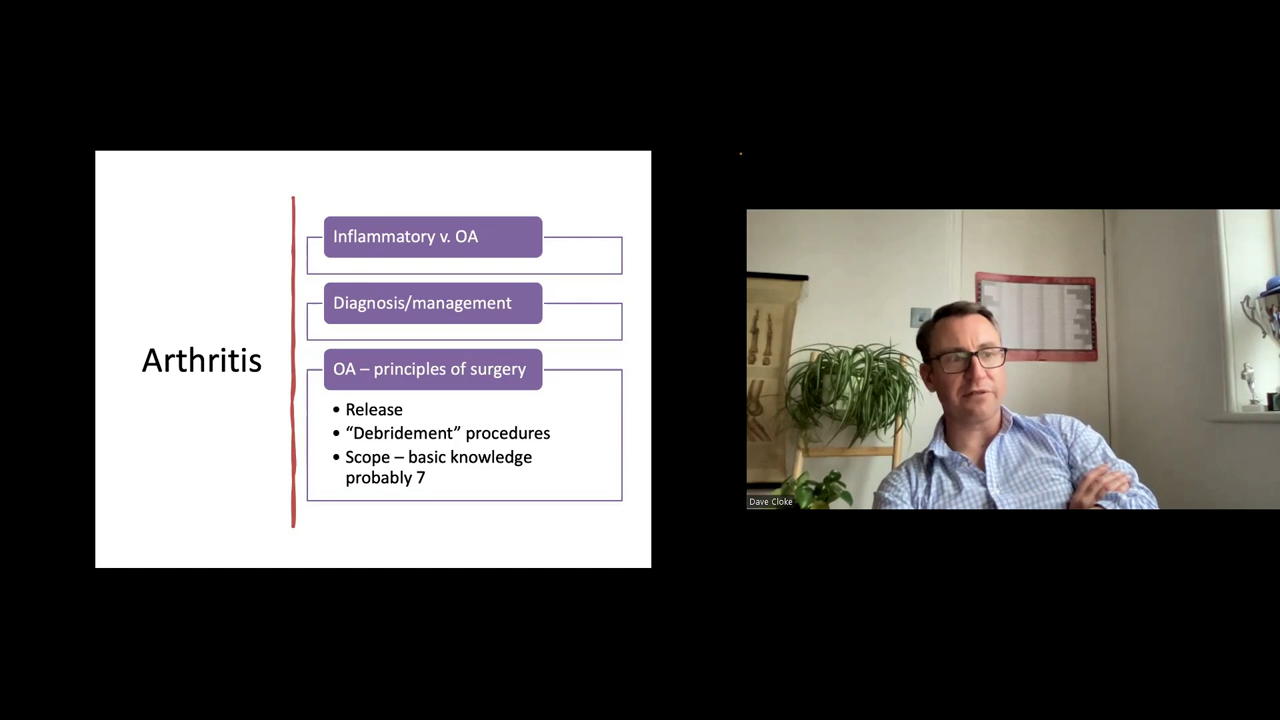 Arthritis
Inflammatory v. OA
Diagnosis/management
OA – principles of surgery
• Release
• “Debridement” procedures
• Scope – basic knowledge
probably 7
Dave Cloke